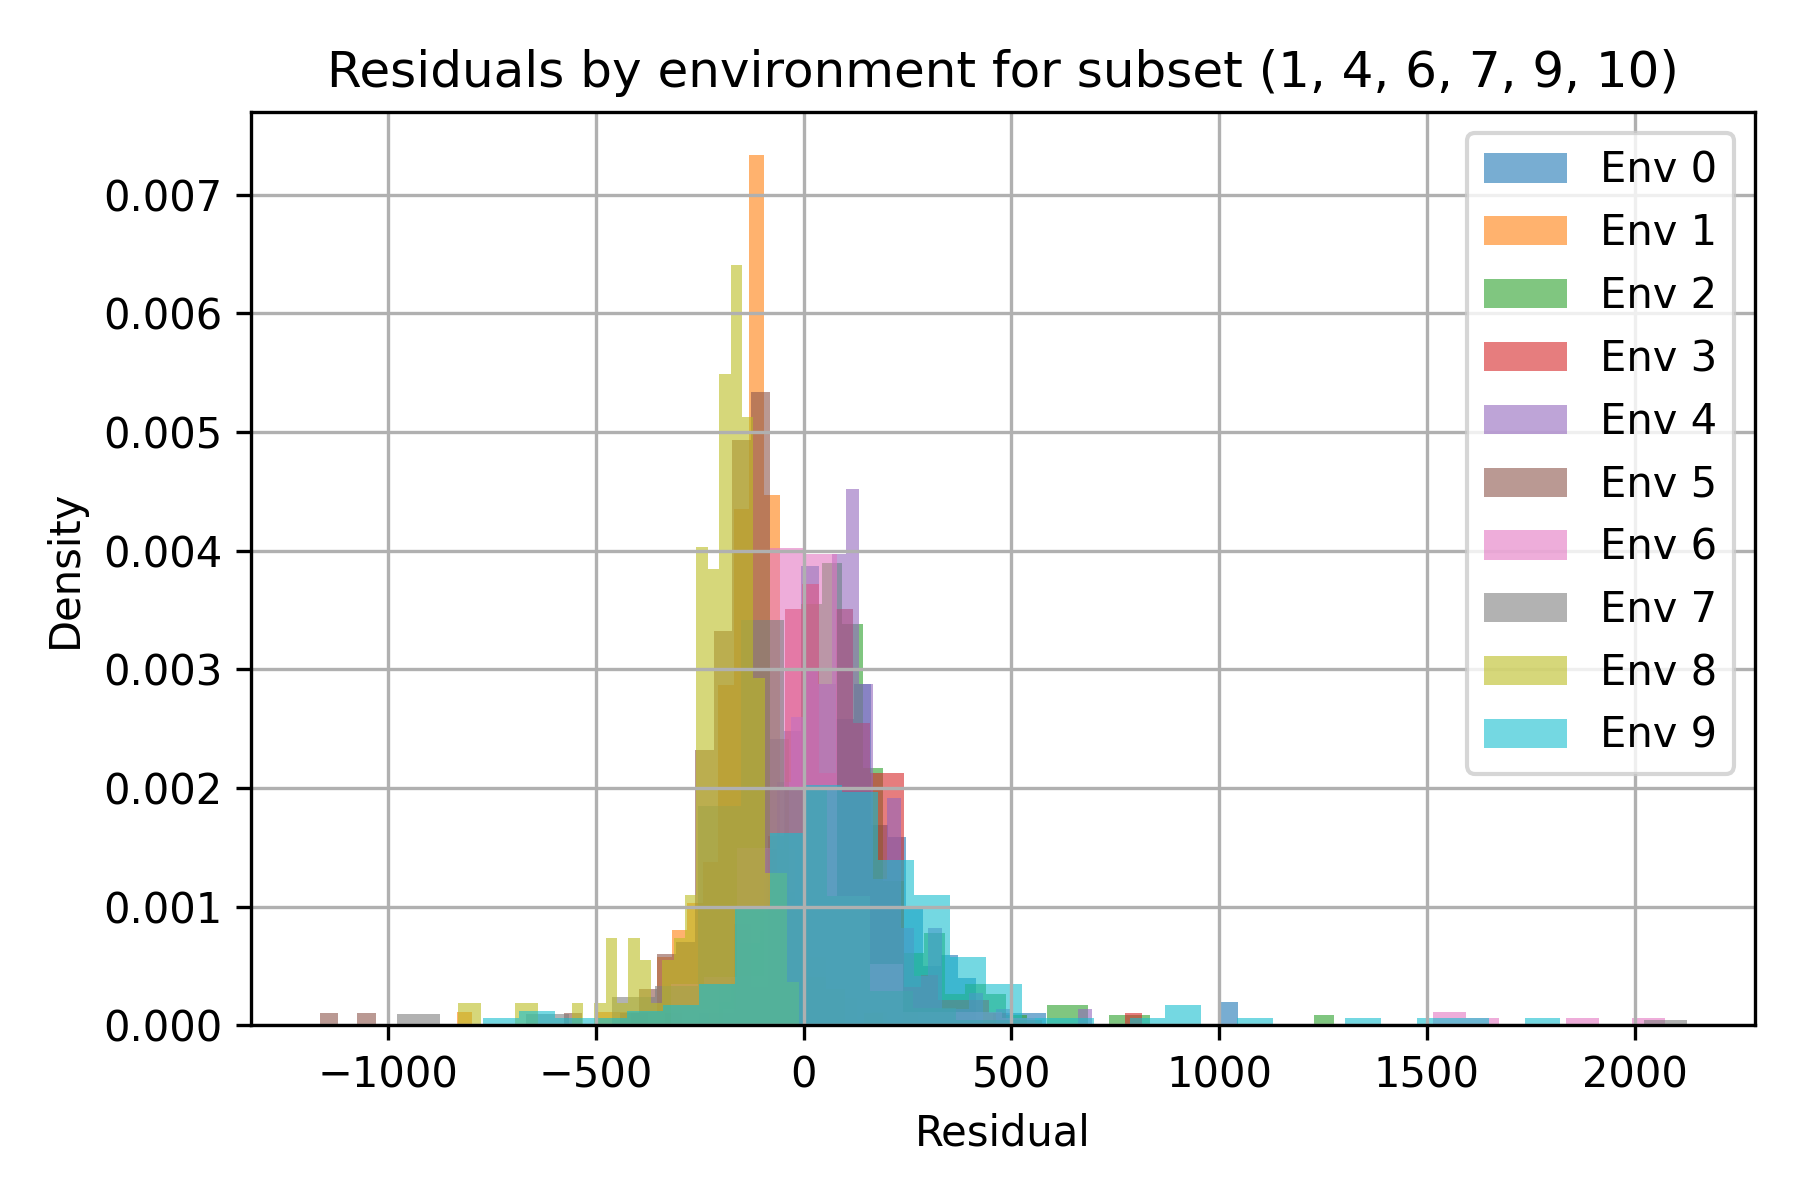 Residuals by environment for subset (1, 4, 6, 7, 9, 10)
Density
0.007
0.006
0.005
0.004
0.003
0.002
0.001
0.000
−1000
−500
0
500
1000
1500
2000
Residual
Env 0
Env 1
Env 2
Env 3
Env 4
Env 5
Env 6
Env 7
Env 8
Env 9